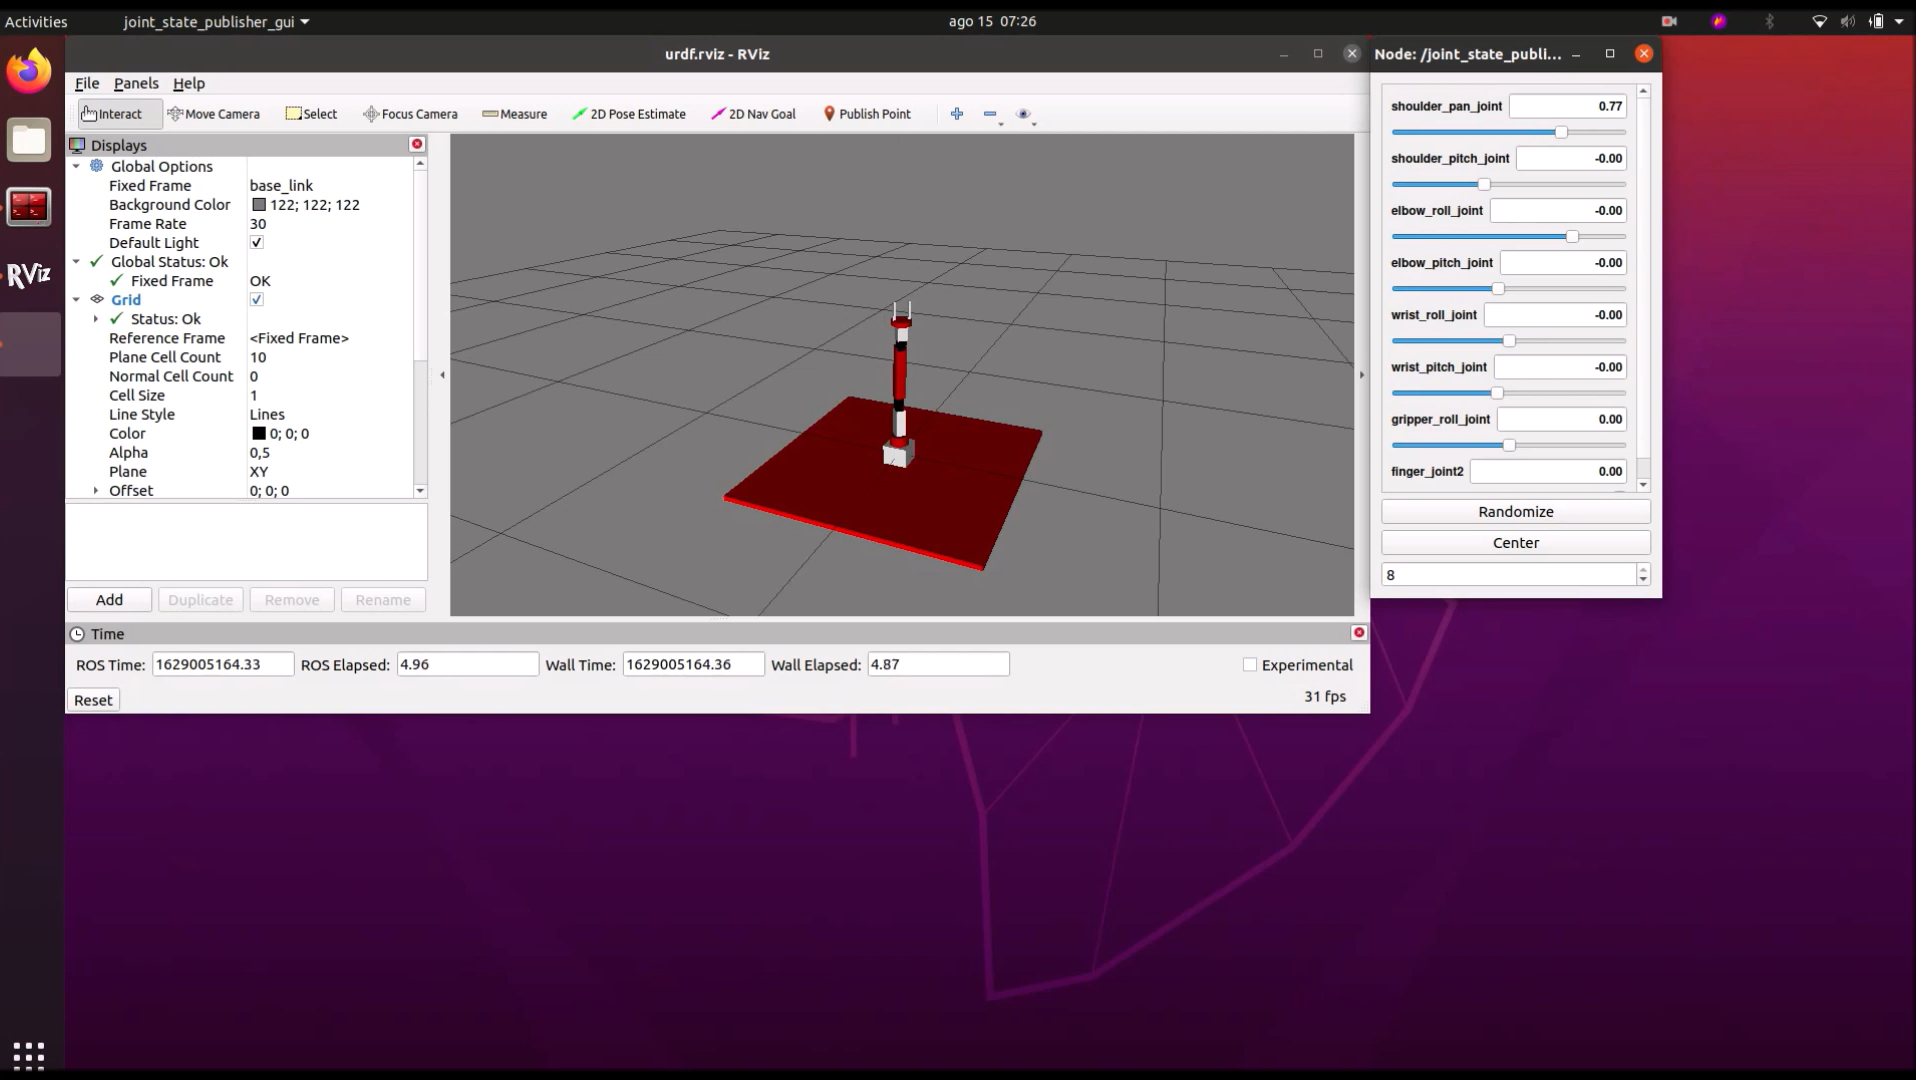 Activities
joint_state_publisher_gui
ago 15 07:26
urdf.rviz - RViz
File Panels Help
Interact Move Camera Select Focus Camera Measure 2D Pose Estimate 2D Nav Goal Publish Point
Displays
Global Options
Fixed Frame base_link
Background Color 122; 122; 122
Frame Rate 30
Default Light
Global Status: Ok
Fixed Frame OK
Grid
Status: Ok
Reference Frame <Fixed Frame>
Plane Cell Count 10
Normal Cell Count 0
Cell Size 1
Line Style Lines
Color 0; 0; 0
Alpha 0,5
Plane XY
Offset 0; 0; 0
Add Duplicate Remove Rename
Time
ROS Time: 1629005164.33 ROS Elapsed: 4.96 Wall Time: 1629005164.36 Wall Elapsed: 4.87 Experimental
Reset 31 fps
RViz
Node: /joint_state_publi...
shoulder_pan_joint 0.77
shoulder_pitch_joint -0.00
elbow_roll_joint -0.00
elbow_pitch_joint -0.00
wrist_roll_joint -0.00
wrist_pitch_joint -0.00
gripper_roll_joint 0.00
finger_joint2 0.00
Randomize
Center
8